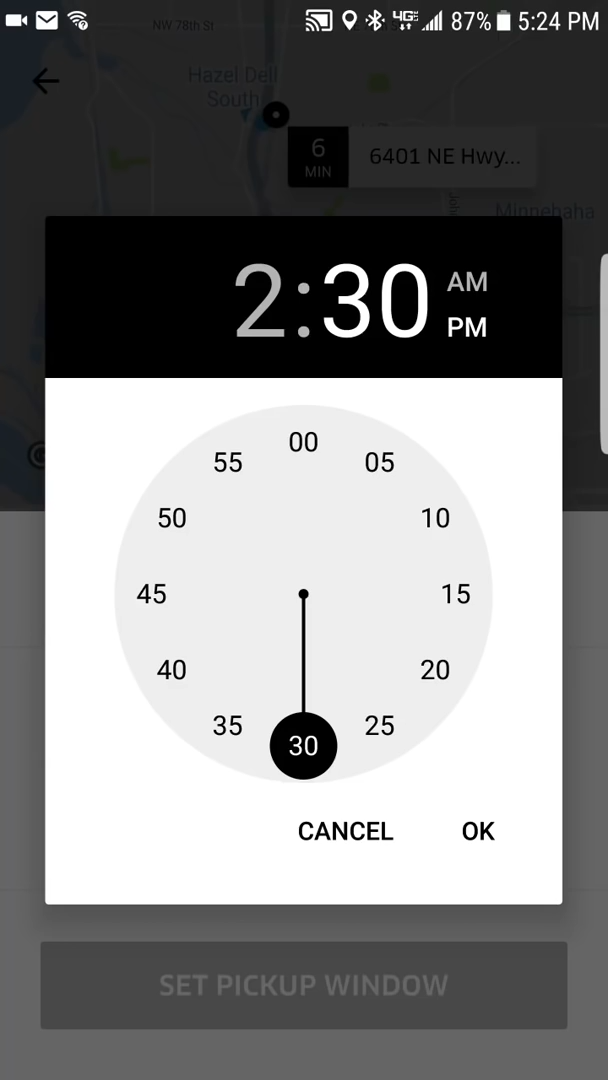 NW 78th St
4G
87%
5:24 PM
Hazel Dell
South
6
MIN
6401 NE Hwy...
Minnehaha
2:30
AM
PM
00
55
05
50
10
45
15
40
20
35
25
30
CANCEL
OK
SET PICKUP WINDOW